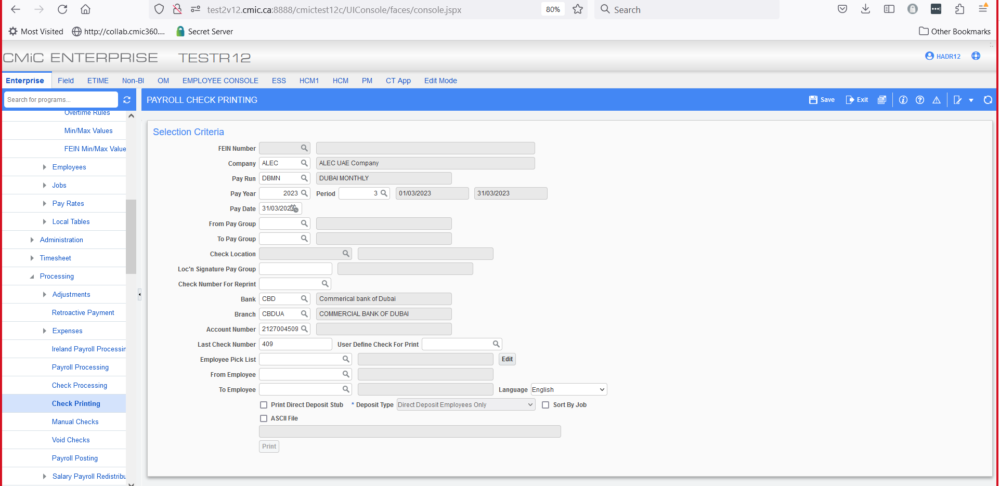 test2v12.cmic.ca:8888/cmictest12c/UIConsole/faces/console.jspx 80% Search
Most Visited http://collab.cmic360.... Secret Server Other Bookmarks
CMiC ENTERPRISE TESTR12 HADR12
Enterprise Field ETIME Non-BI OM EMPLOYEE CONSOLE ESS HCM1 HCM PM CT App Edit Mode
Search for programs... PAYROLL CHECK PRINTING Save Exit
Overtime Rules
Min/Max Values
FEIN Min/Max Value
Employees
Jobs
Pay Rates
Local Tables
Administration
Timesheet
Processing
Adjustments
Retroactive Payment
Expenses
Ireland Payroll Processin
Payroll Processing
Check Processing
Check Printing
Manual Checks
Void Checks
Payroll Posting
Salary Payroll Redistribu
Selection Criteria
FEIN Number
Company ALEC ALEC UAE Company
Pay Run DBMN DUBAI MONTHLY
Pay Year 2023 Period 3 01/03/2023 31/03/2023
Pay Date 31/03/2023
From Pay Group
To Pay Group
Check Location
Loc'n Signature Pay Group
Check Number For Reprint
Bank CBD Commerical bank of Dubai
Branch CBDUA COMMERCIAL BANK OF DUBAI
Account Number 2127004509
Last Check Number 409 User Define Check For Print
Employee Pick List Edit
From Employee
To Employee Language English
Print Direct Deposit Stub * Deposit Type Direct Deposit Employees Only Sort By Job
ASCII File
Print